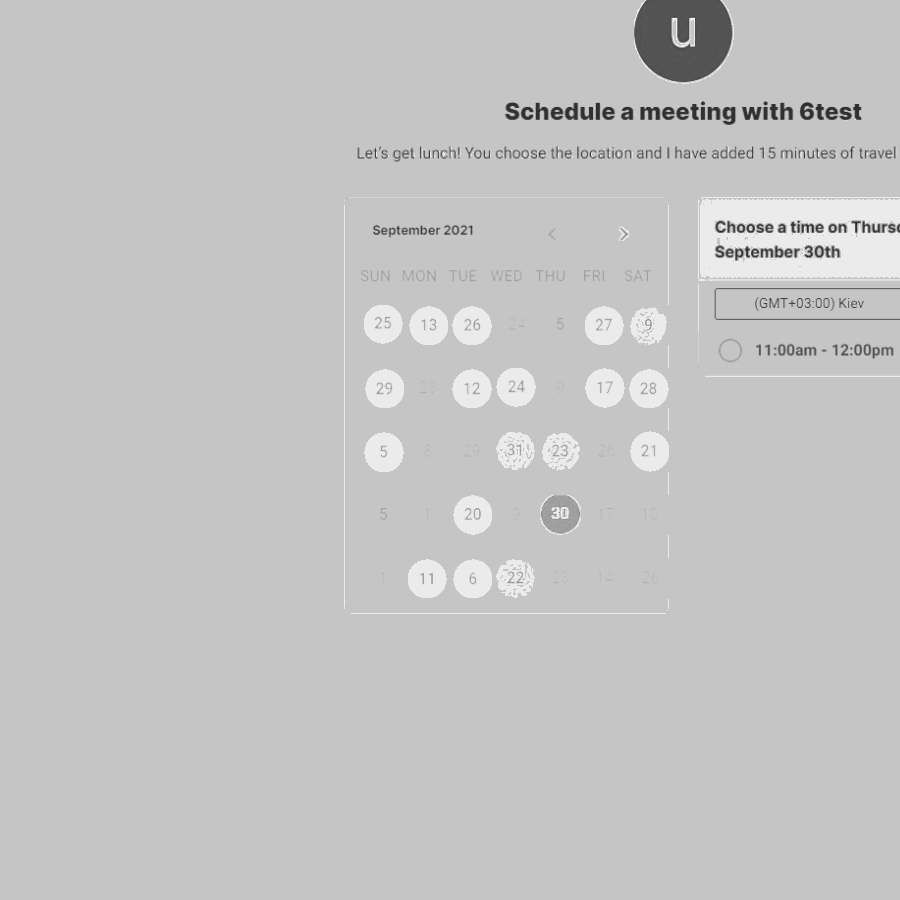 u
Schedule a meeting with 6test
Let's get lunch! You choose the location and I have added 15 minutes of travel
September 2021
SUN MON TUE WED THU FRI SAT
25 13 26 24 5 27 9
29 23 12 24 9 17 28
5 8 29 31 23 26 21
5 1 20 9 30 17 18
1 11 6 22 23 14 26
Choose a time on Thursd
September 30th
(GMT+03:00) Kiev
11:00am - 12:00pm